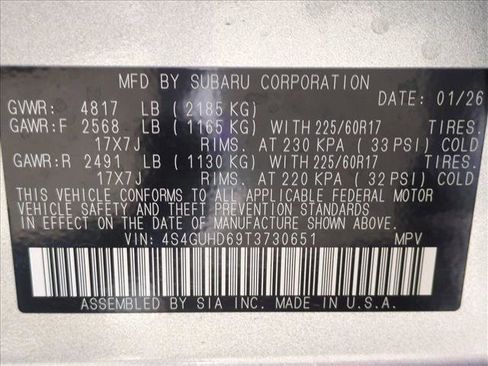 MFD BY SUBARU CORPORATION
DATE: 01/26
GVWR: 4817 LB (2185 KG)
GAWR:F 2568 LB (1165 KG) WITH 225/60R17 TIRES.
17X7J RIMS. AT 230 KPA (33 PSI) COLD
GAWR:R 2491 LB (1130 KG) WITH 225/60R17 TIRES.
17X7J RIMS. AT 220 KPA (32 PSI) COLD
THIS VEHICLE CONFORMS TO ALL APPLICABLE FEDERAL MOTOR
VEHICLE SAFETY AND THEFT PREVENTION STANDARDS
IN EFFECT ON THE DATE OF MANUFACTURE SHOWN ABOVE.
VIN: 4S4GUHD69T3730651 MPV
ASSEMBLED BY SIA INC. MADE IN U.S.A.